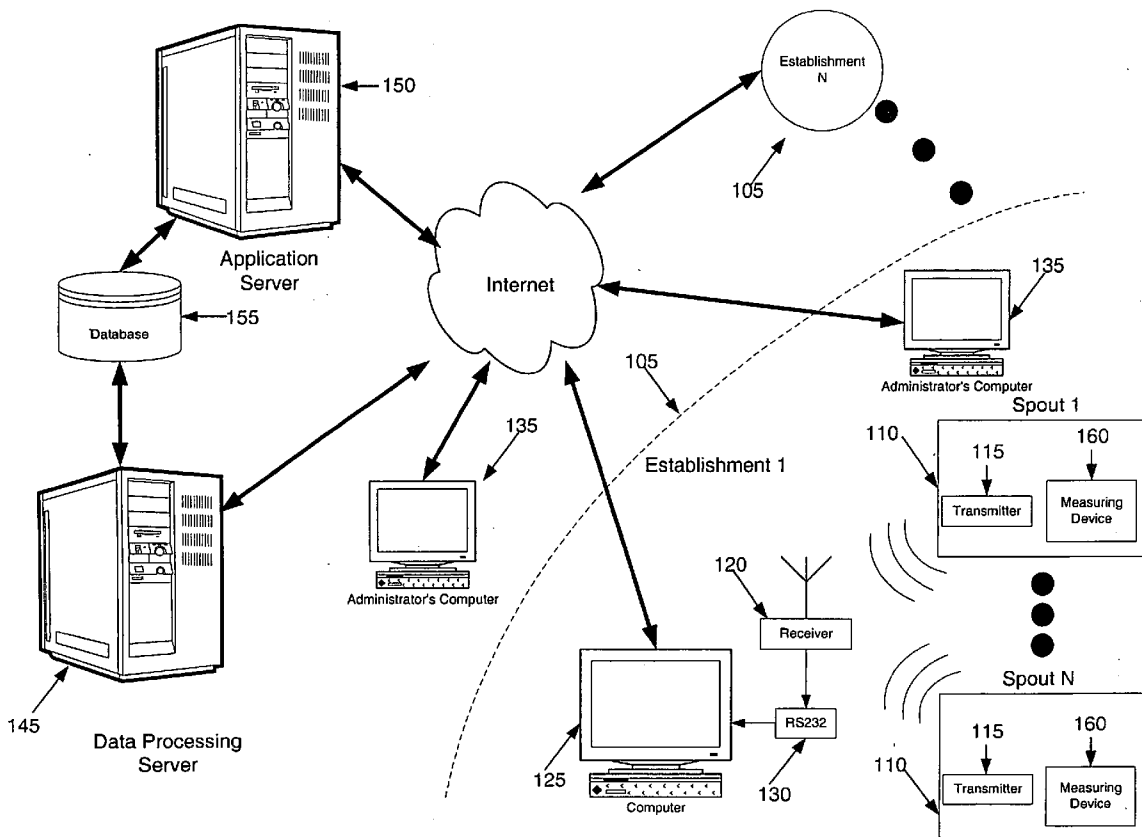 150
Establishment
N
105
Application
Server
Internet
135
Database
155
105
Administrator's Computer
Spout 1
135
Establishment 1
110
115
160
Transmitter
Measuring
Device
120
Administrator's Computer
Receiver
Spout N
145
RS232
115
160
Data Processing
Server
125
130
110
Transmitter
Measuring
Device
Computer